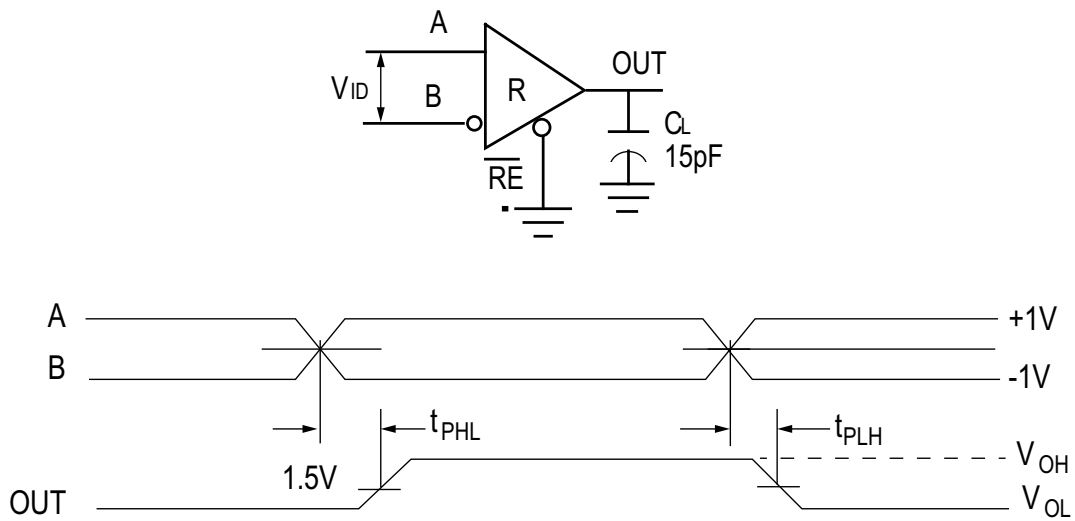 A
OUT
VID
B
R
CL
15pF
RE
A
+1V
B
-1V
tPHL
tPLH
1.5V
VOH
OUT
VOL